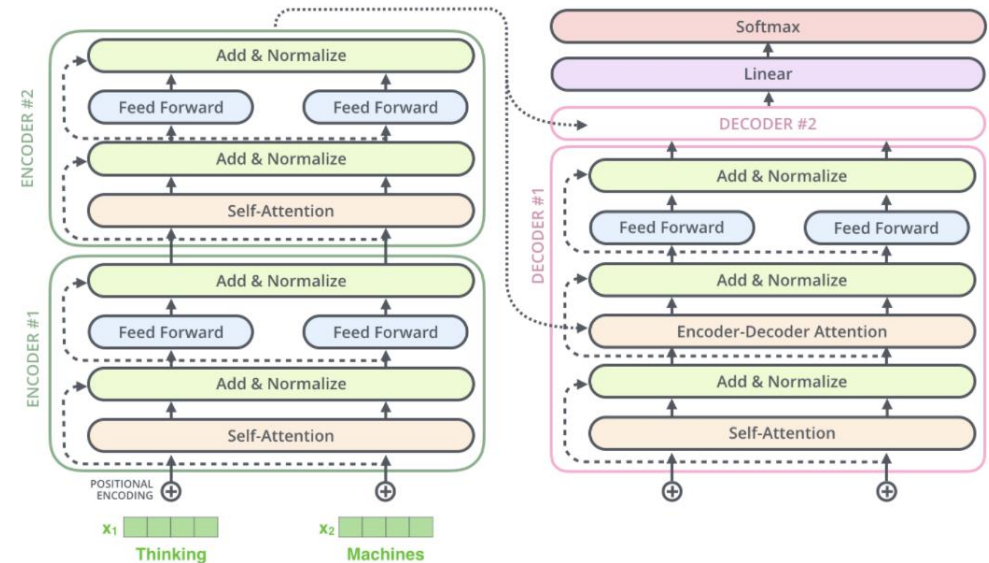 ENCODER #2
Add & Normalize
Feed Forward
Feed Forward
Add & Normalize
Self-Attention
ENCODER #1
Add & Normalize
Feed Forward
Feed Forward
Add & Normalize
Self-Attention
POSITIONAL
ENCODING
x1
x2
Thinking
Machines
Softmax
Linear
DECODER #2
DECODER #1
Add & Normalize
Feed Forward
Feed Forward
Add & Normalize
Encoder-Decoder Attention
Add & Normalize
Self-Attention